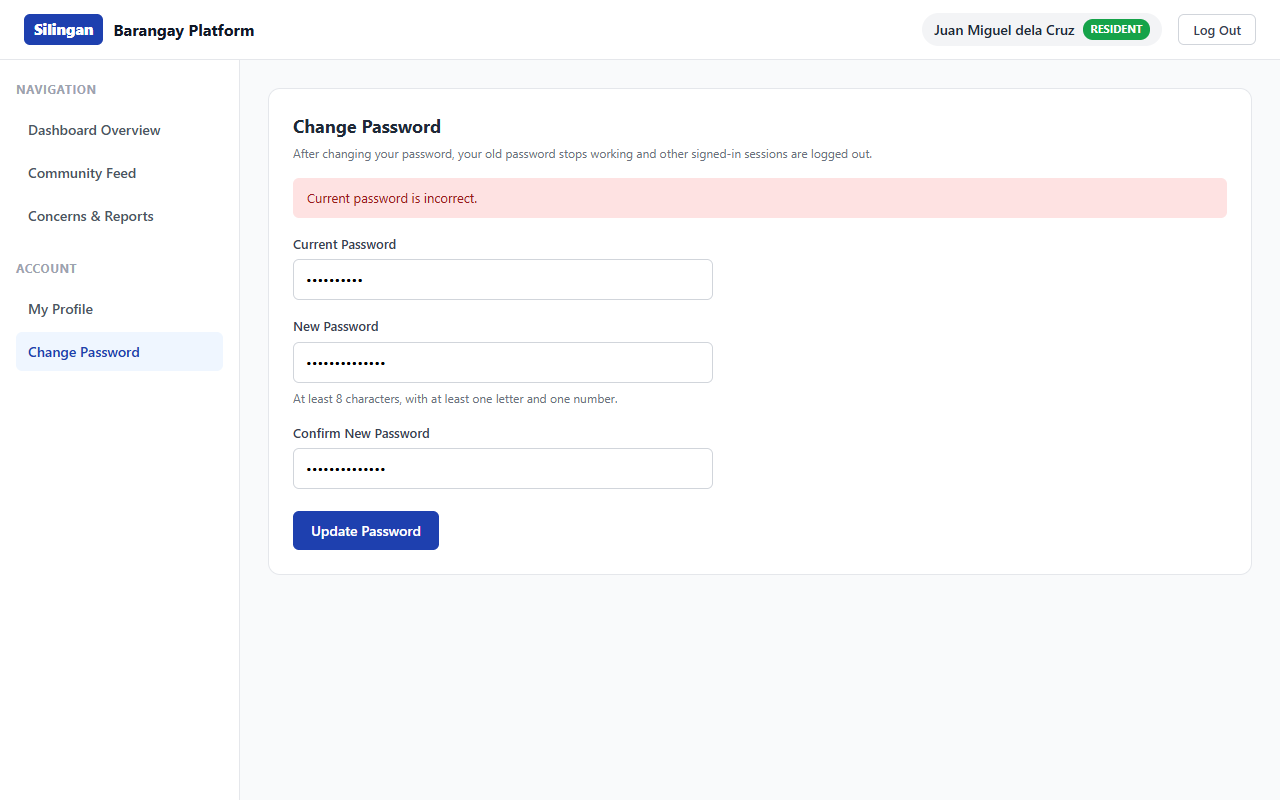 Silingan Barangay Platform
Juan Miguel dela Cruz RESIDENT Log Out
NAVIGATION
Dashboard Overview
Community Feed
Concerns & Reports
ACCOUNT
My Profile
Change Password
Change Password
After changing your password, your old password stops working and other signed-in sessions are logged out.
Current password is incorrect.
Current Password
••••••••••
New Password
••••••••••••••
At least 8 characters, with at least one letter and one number.
Confirm New Password
••••••••••••••
Update Password